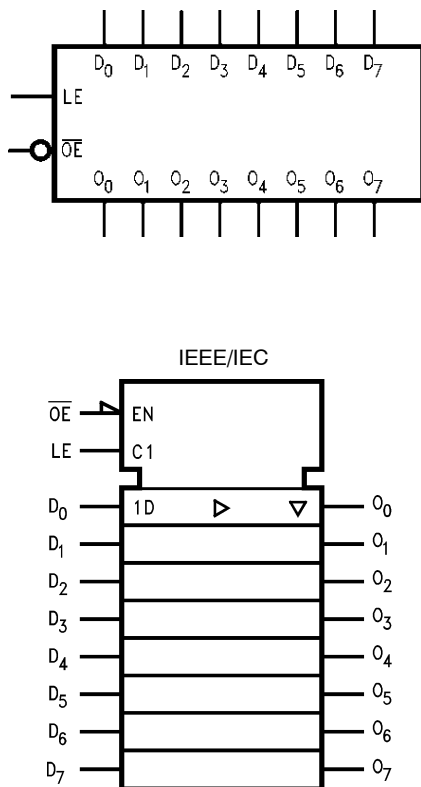 D₀ D₁ D₂ D₃ D₄ D₅ D₆ D₇
LE
O̅E̅
O₀ O₁ O₂ O₃ O₄ O₅ O₆ O₇
IEEE/IEC
O̅E̅ EN
LE C1
D₀ 1D O₀
D₁ O₁
D₂ O₂
D₃ O₃
D₄ O₄
D₅ O₅
D₆ O₆
D₇ O₇